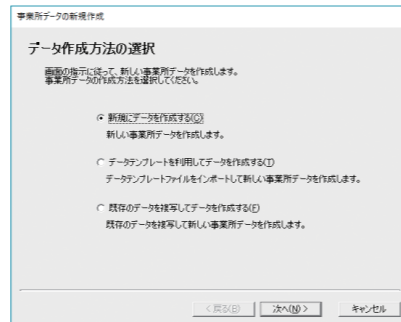 事業所データの新規作成
データ作成方法の選択
画面の指示に従って、新しい事業所データを作成します。
事業所データの作成方法を選択してください。
新規にデータを作成する(O)
新しい事業所データを作成します。
データテンプレートを利用してデータを作成する(T)
データテンプレートファイルをインポートして新しい事業所データを作成します。
既存のデータを複写してデータを作成する(F)
既存のデータを複写して新しい事業所データを作成します。
< 戻る(B) 次へ(N) > キャンセル